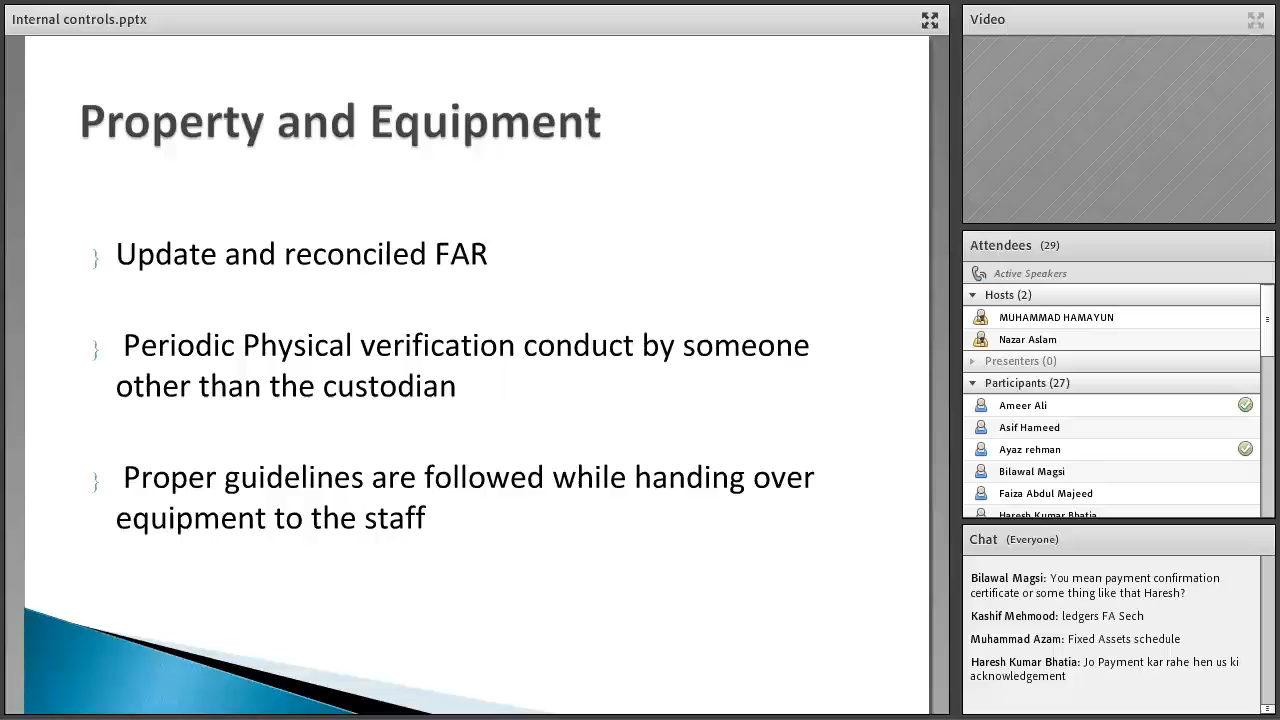 Internal controls.pptx
Property and Equipment
} Update and reconciled FAR
} Periodic Physical verification conduct by someone
other than the custodian
} Proper guidelines are followed while handing over
equipment to the staff
Video
Attendees (29)
Active Speakers
Hosts (2)
MUHAMMAD HAMAYUN
Nazar Aslam
Presenters (0)
Participants (27)
Ameer Ali
Asif Hameed
Ayaz rehman
Bilawal Magsi
Faiza Abdul Majeed
Haresh Kumar Bhatia
Chat (Everyone)
Bilawal Magsi: You mean payment confirmation
certificate or some thing like that Haresh?
Kashif Mehmood: ledgers FA Sech
Muhammad Azam: Fixed Assets schedule
Haresh Kumar Bhatia: Jo Payment kar rahe hen us ki
acknowledgement